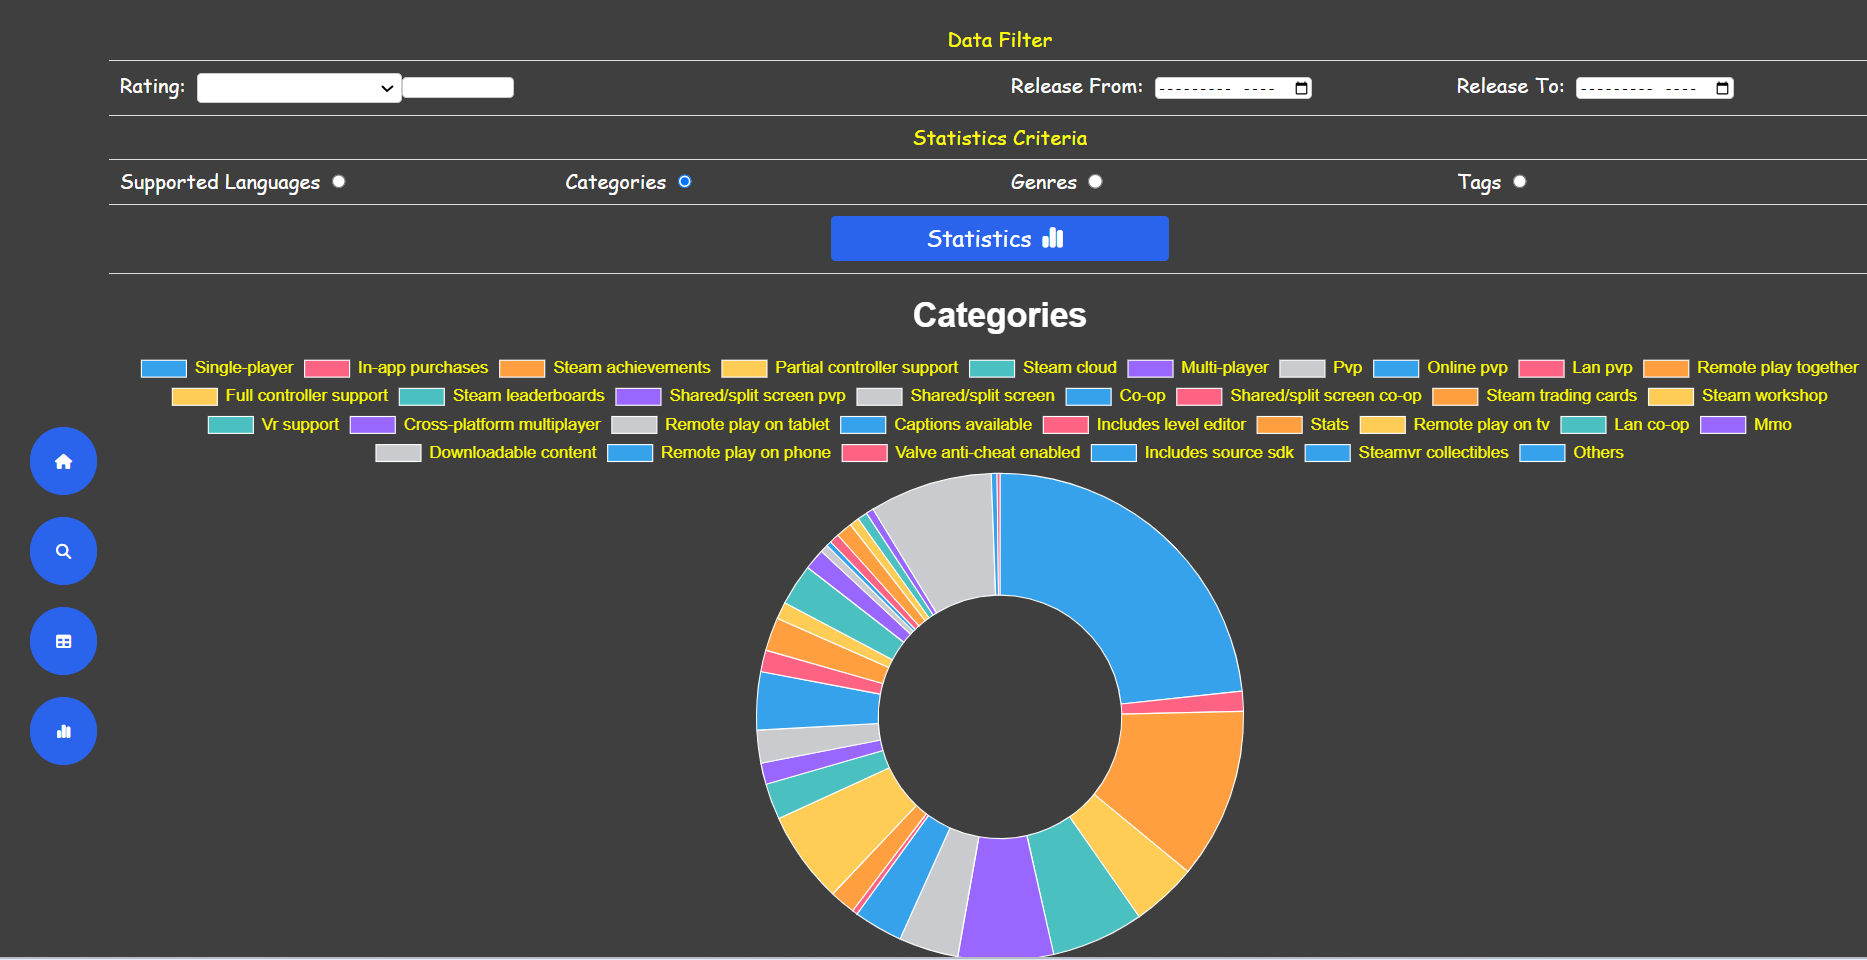 Data Filter
Rating: Release From: --------- ---- Release To: --------- ----
Statistics Criteria
Supported Languages Categories Genres Tags
Statistics
Categories
Single-player In-app purchases Steam achievements Partial controller support Steam cloud Multi-player Pvp Online pvp Lan pvp Remote play together
Full controller support Steam leaderboards Shared/split screen pvp Shared/split screen Co-op Shared/split screen co-op Steam trading cards Steam workshop
Vr support Cross-platform multiplayer Remote play on tablet Captions available Includes level editor Stats Remote play on tv Lan co-op Mmo
Downloadable content Remote play on phone Valve anti-cheat enabled Includes source sdk Steamvr collectibles Others